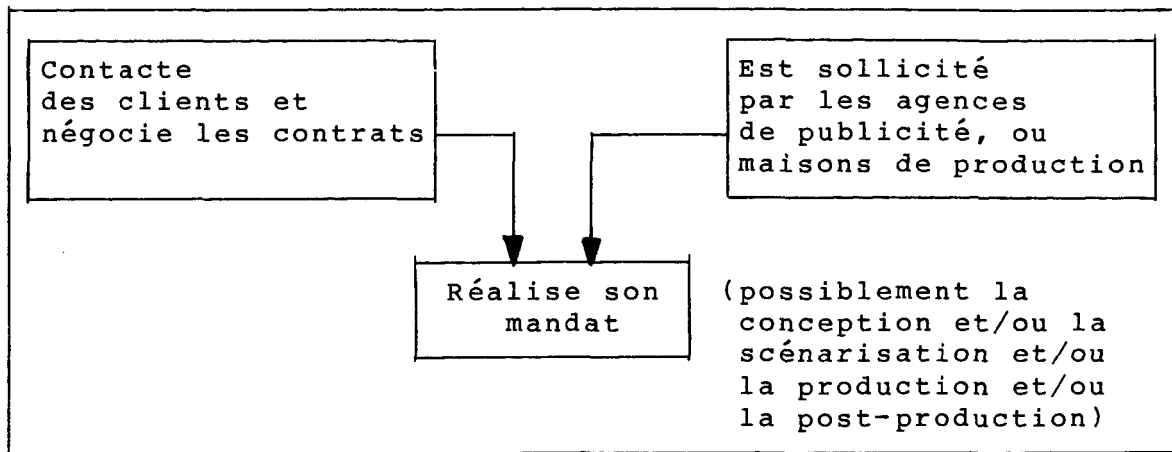 Contacte
des clients et
négocie les contrats
Est sollicité
par les agences
de publicité, ou
maisons de production
Réalise son
mandat
(possiblement la
conception et/ou la
scénarisation et/ou
la production et/ou
la post-production)